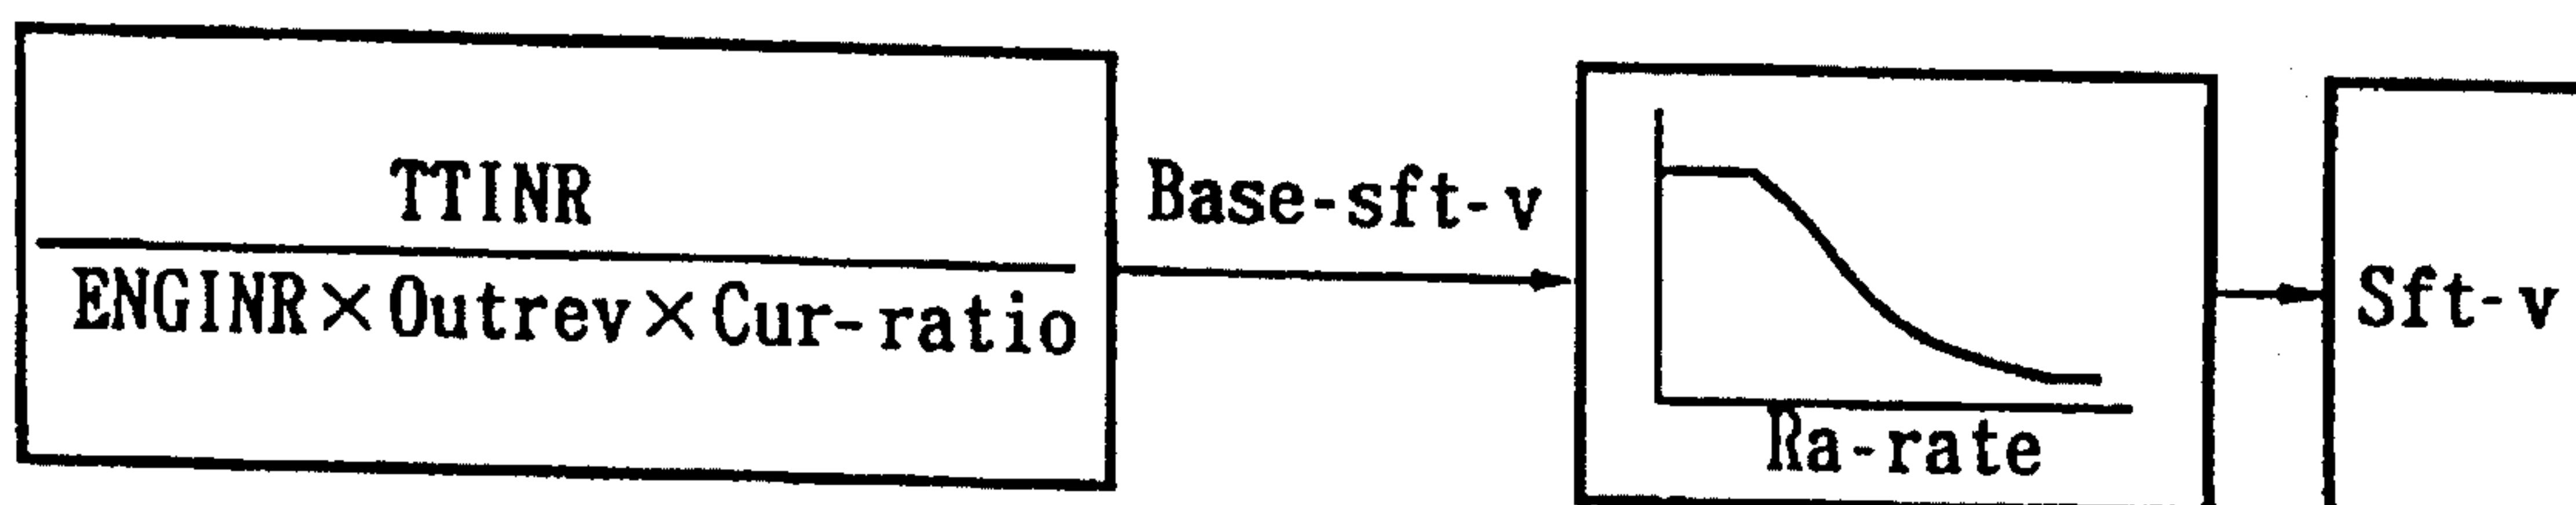 TTINR
ENGINR×Outrev×Cur-ratio
Base-sft-v
Ra-rate
Sft-v